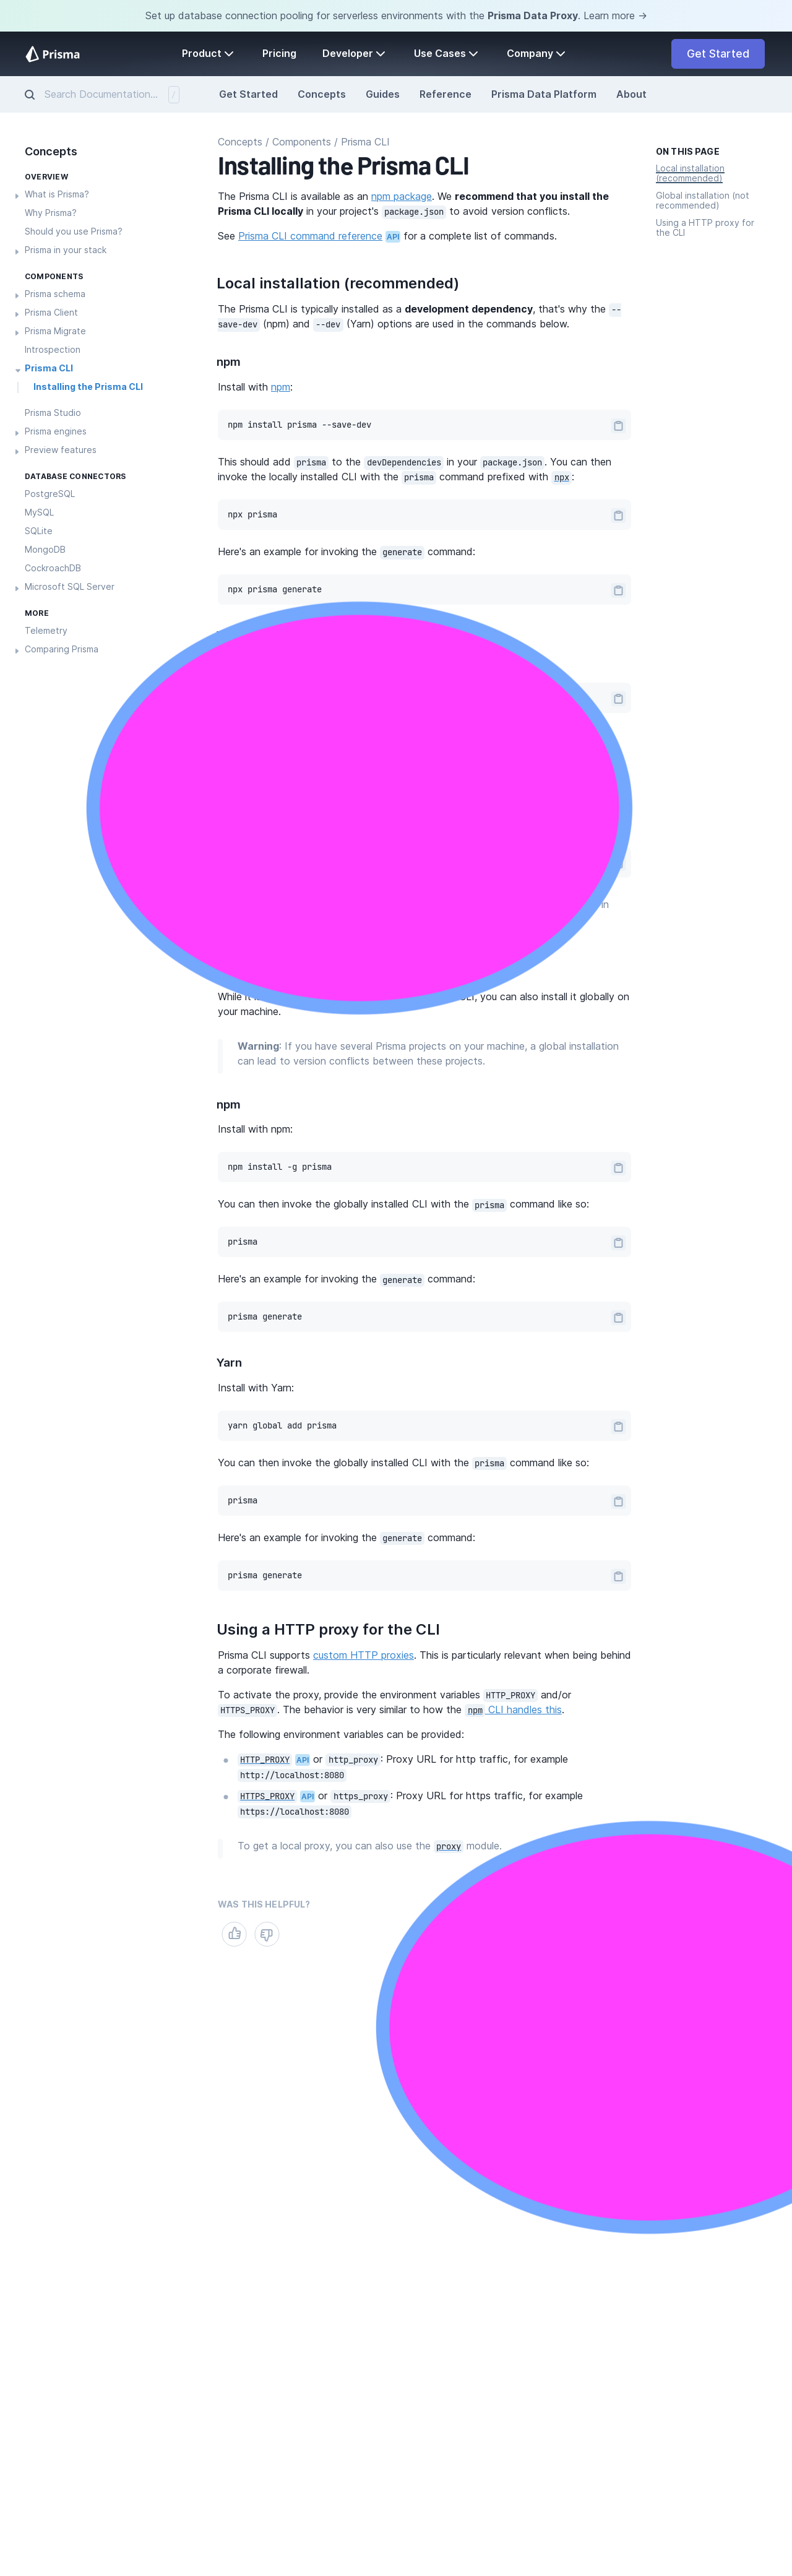 Set up database connection pooling for serverless environments with the Prisma Data Proxy. Learn more →
Prisma
Product
Pricing
Developer
Use Cases
Company
Get Started
Search Documentation... /
Get Started
Concepts
Guides
Reference
Prisma Data Platform
About
Concepts
OVERVIEW
What is Prisma?
Why Prisma?
Should you use Prisma?
Prisma in your stack
COMPONENTS
Prisma schema
Prisma Client
Prisma Migrate
Introspection
Prisma CLI
Installing the Prisma CLI
Prisma Studio
Prisma engines
Preview features
DATABASE CONNECTORS
PostgreSQL
MySQL
SQLite
MongoDB
CockroachDB
Microsoft SQL Server
MORE
Telemetry
Comparing Prisma
Concepts / Components / Prisma CLI
Installing the Prisma CLI
The Prisma CLI is available as an npm package. We recommend that you install the
Prisma CLI locally in your project's package.json to avoid version conflicts.
See Prisma CLI command reference API for a complete list of commands.
Local installation (recommended)
The Prisma CLI is typically installed as a development dependency, that's why the --
save-dev (npm) and --dev (Yarn) options are used in the commands below.
npm
Install with npm:
npm install prisma --save-dev
This should add prisma to the devDependencies in your package.json. You can then
invoke the locally installed CLI with the prisma command prefixed with npx:
npx prisma
Here's an example for invoking the generate command:
npx prisma generate
in
While it , you can also install it globally on
your machine.
Warning: If you have several Prisma projects on your machine, a global installation
can lead to version conflicts between these projects.
npm
Install with npm:
npm install -g prisma
You can then invoke the globally installed CLI with the prisma command like so:
prisma
Here's an example for invoking the generate command:
prisma generate
Yarn
Install with Yarn:
yarn global add prisma
You can then invoke the globally installed CLI with the prisma command like so:
prisma
Here's an example for invoking the generate command:
prisma generate
Using a HTTP proxy for the CLI
Prisma CLI supports custom HTTP proxies. This is particularly relevant when being behind
a corporate firewall.
To activate the proxy, provide the environment variables HTTP_PROXY and/or
HTTPS_PROXY. The behavior is very similar to how the npm CLI handles this.
The following environment variables can be provided:
HTTP_PROXY API or http_proxy: Proxy URL for http traffic, for example
http://localhost:8080
HTTPS_PROXY API or https_proxy: Proxy URL for https traffic, for example
https://localhost:8080
To get a local proxy, you can also use the proxy module.
WAS THIS HELPFUL?
ON THIS PAGE
Local installation
(recommended)
Global installation (not
recommended)
Using a HTTP proxy for
the CLI